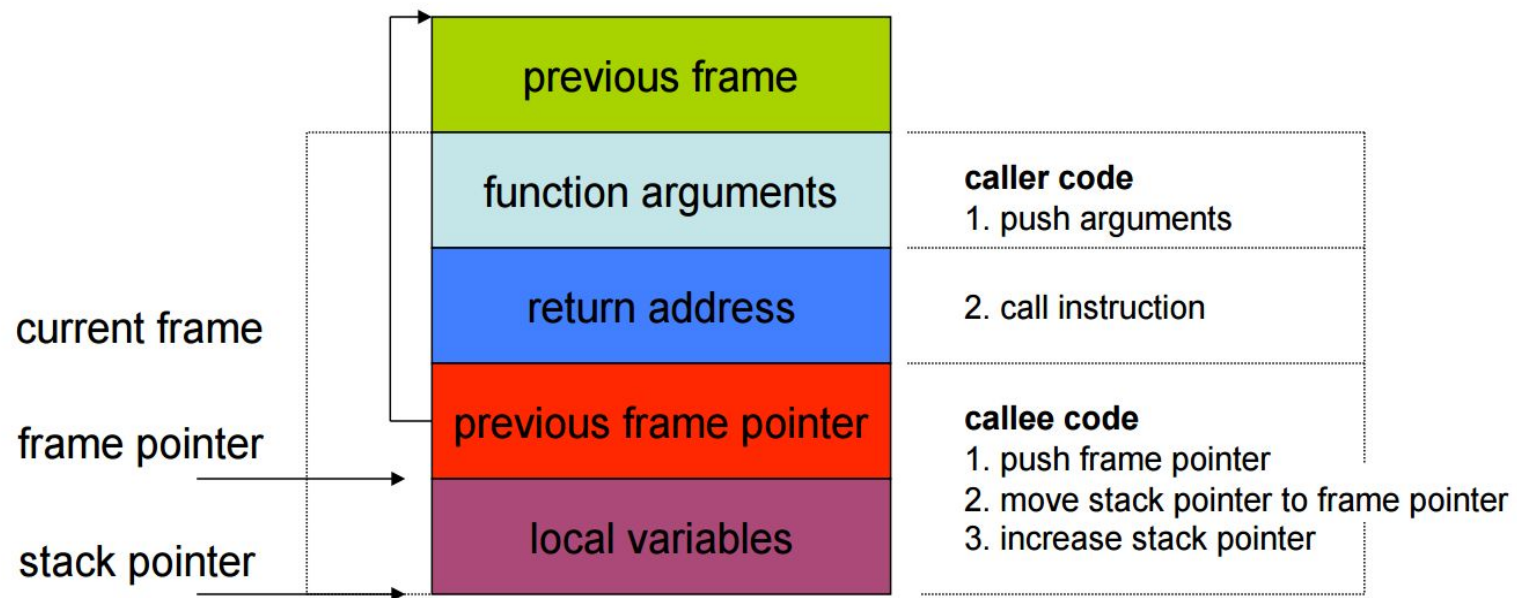 previous frame
function arguments
return address
previous frame pointer
local variables
current frame
frame pointer
stack pointer
caller code
1. push arguments
2. call instruction
callee code
1. push frame pointer
2. move stack pointer to frame pointer
3. increase stack pointer